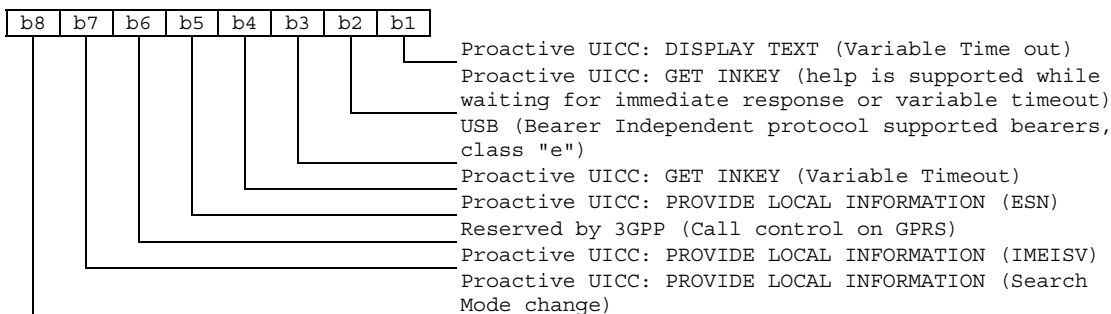 b8 b7 b6 b5 b4 b3 b2 b1
Proactive UICC: DISPLAY TEXT (Variable Time out)
Proactive UICC: GET INKEY (help is supported while
waiting for immediate response or variable timeout)
USB (Bearer Independent protocol supported bearers,
class "e")
Proactive UICC: GET INKEY (Variable Timeout)
Proactive UICC: PROVIDE LOCAL INFORMATION (ESN)
Reserved by 3GPP (Call control on GPRS)
Proactive UICC: PROVIDE LOCAL INFORMATION (IMEISV)
Proactive UICC: PROVIDE LOCAL INFORMATION (Search
Mode change)